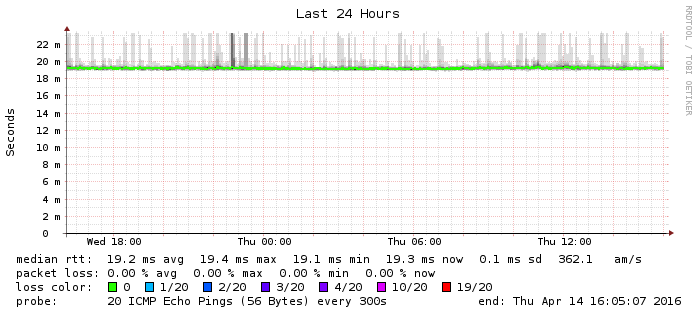 Last 24 Hours
RRDTOOL / TOBI OETIKER
Seconds
22 m
20 m
18 m
16 m
14 m
12 m
10 m
8 m
6 m
4 m
2 m
0
Wed 18:00 Thu 00:00 Thu 06:00 Thu 12:00
median rtt: 19.2 ms avg 19.4 ms max 19.1 ms min 19.3 ms now 0.1 ms sd 362.1 am/s
packet loss: 0.00 % avg 0.00 % max 0.00 % min 0.00 % now
loss color: 0 1/20 2/20 3/20 4/20 10/20 19/20
probe: 20 ICMP Echo Pings (56 Bytes) every 300s end: Thu Apr 14 16:05:07 2016